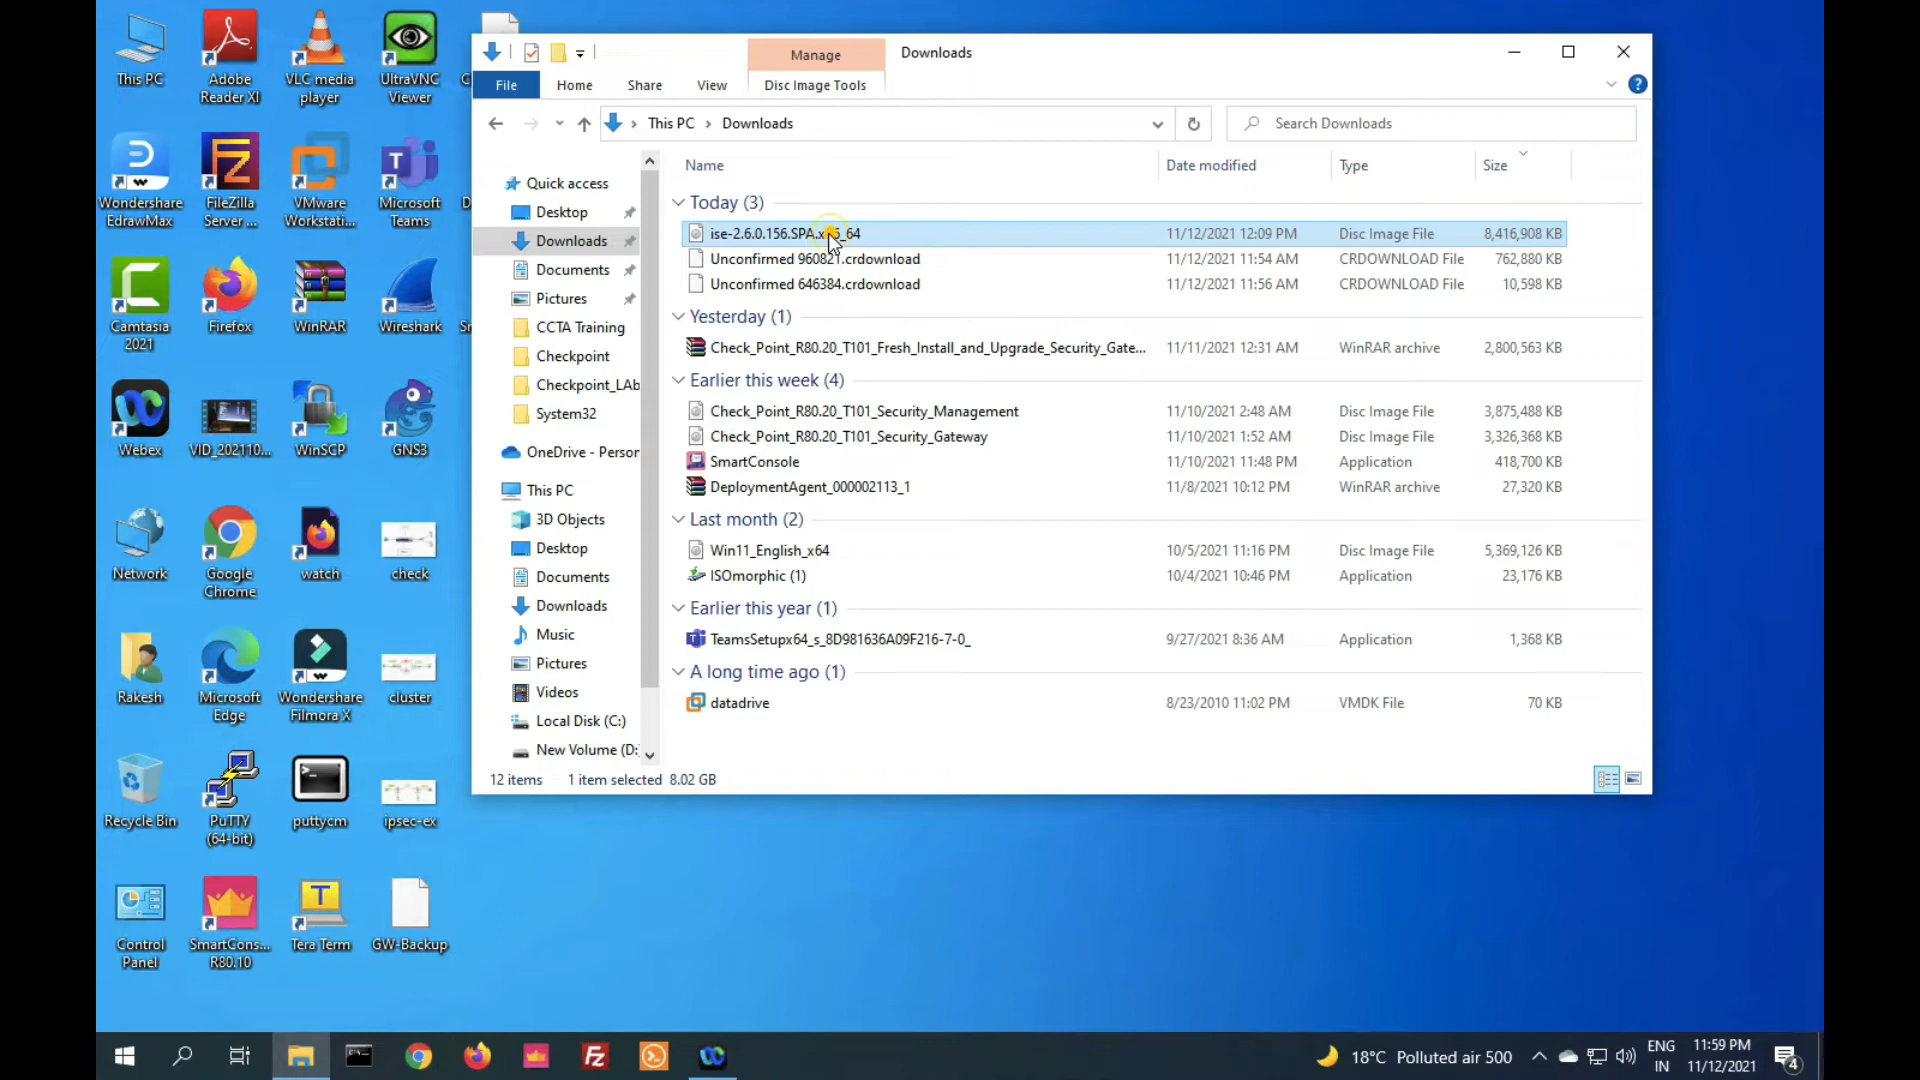 This PC
Adobe
Reader XI
VLC media
player
UltraVNC
Viewer
Wondershare
EdrawMax
FileZilla
Server ...
VMware
Workstati...
Microsoft
Teams
Camtasia
2021
Firefox
WinRAR
Wireshark
Webex
VID_202110...
WinSCP
GNS3
Network
Google
Chrome
watch
check
Rakesh
Microsoft
Edge
Wondershare
Filmora X
cluster
Recycle Bin
PuTTY
(64-bit)
puttycm
ipsec-ex
Control
Panel
SmartCons...
R80.10
Tera Term
GW-Backup
Manage
Downloads
File
Home
Share
View
Disc Image Tools
This PC
Downloads
Search Downloads
Quick access
Desktop
Downloads
Documents
Pictures
CCTA Training
Checkpoint
Checkpoint_LAb
System32
OneDrive - Person
This PC
3D Objects
Desktop
Documents
Downloads
Music
Pictures
Videos
Local Disk (C:)
New Volume (D:)
Name Date modified Type Size
Today (3)
ise-2.6.0.156.SPA.x86_64 11/12/2021 12:09 PM Disc Image File 8,416,908 KB
Unconfirmed 960821.crdownload 11/12/2021 11:54 AM CRDOWNLOAD File 762,880 KB
Unconfirmed 646384.crdownload 11/12/2021 11:56 AM CRDOWNLOAD File 10,598 KB
Yesterday (1)
Check_Point_R80.20_T101_Fresh_Install_and_Upgrade_Security_Gate... 11/11/2021 12:31 AM WinRAR archive 2,800,563 KB
Earlier this week (4)
Check_Point_R80.20_T101_Security_Management 11/10/2021 2:48 AM Disc Image File 3,875,488 KB
Check_Point_R80.20_T101_Security_Gateway 11/10/2021 1:52 AM Disc Image File 3,326,368 KB
SmartConsole 11/10/2021 11:48 PM Application 418,700 KB
DeploymentAgent_000002113_1 11/8/2021 10:12 PM WinRAR archive 27,320 KB
Last month (2)
Win11_English_x64 10/5/2021 11:16 PM Disc Image File 5,369,126 KB
ISOmorphic (1) 10/4/2021 10:46 PM Application 23,176 KB
Earlier this year (1)
TeamsSetupx64_s_8D981636A09F216-7-0_ 9/27/2021 8:36 AM Application 1,368 KB
A long time ago (1)
datadrive 8/23/2010 11:02 PM VMDK File 70 KB
12 items 1 item selected 8.02 GB
18°C Polluted air 500
ENG
IN
11:59 PM
11/12/2021
4